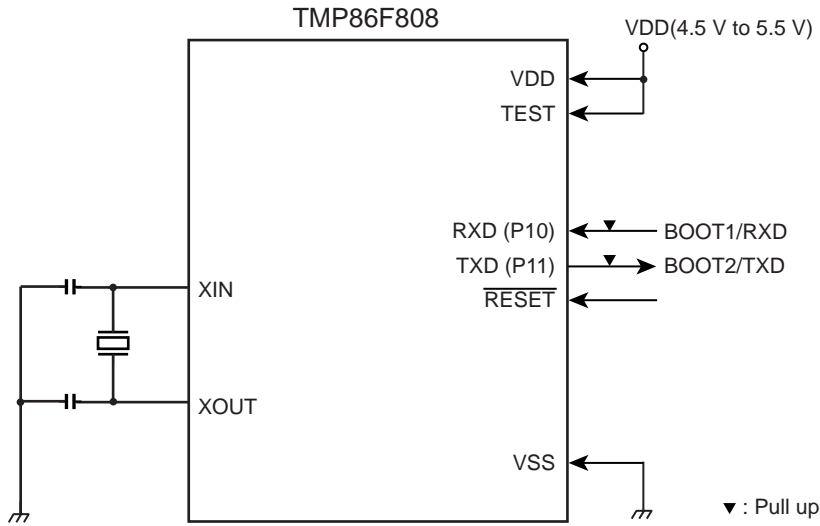 TMP86F808
VDD(4.5 V to 5.5 V)
VDD
TEST
RXD (P10)
BOOT1/RXD
TXD (P11)
BOOT2/TXD
RESET
XIN
XOUT
VSS
▼ : Pull up